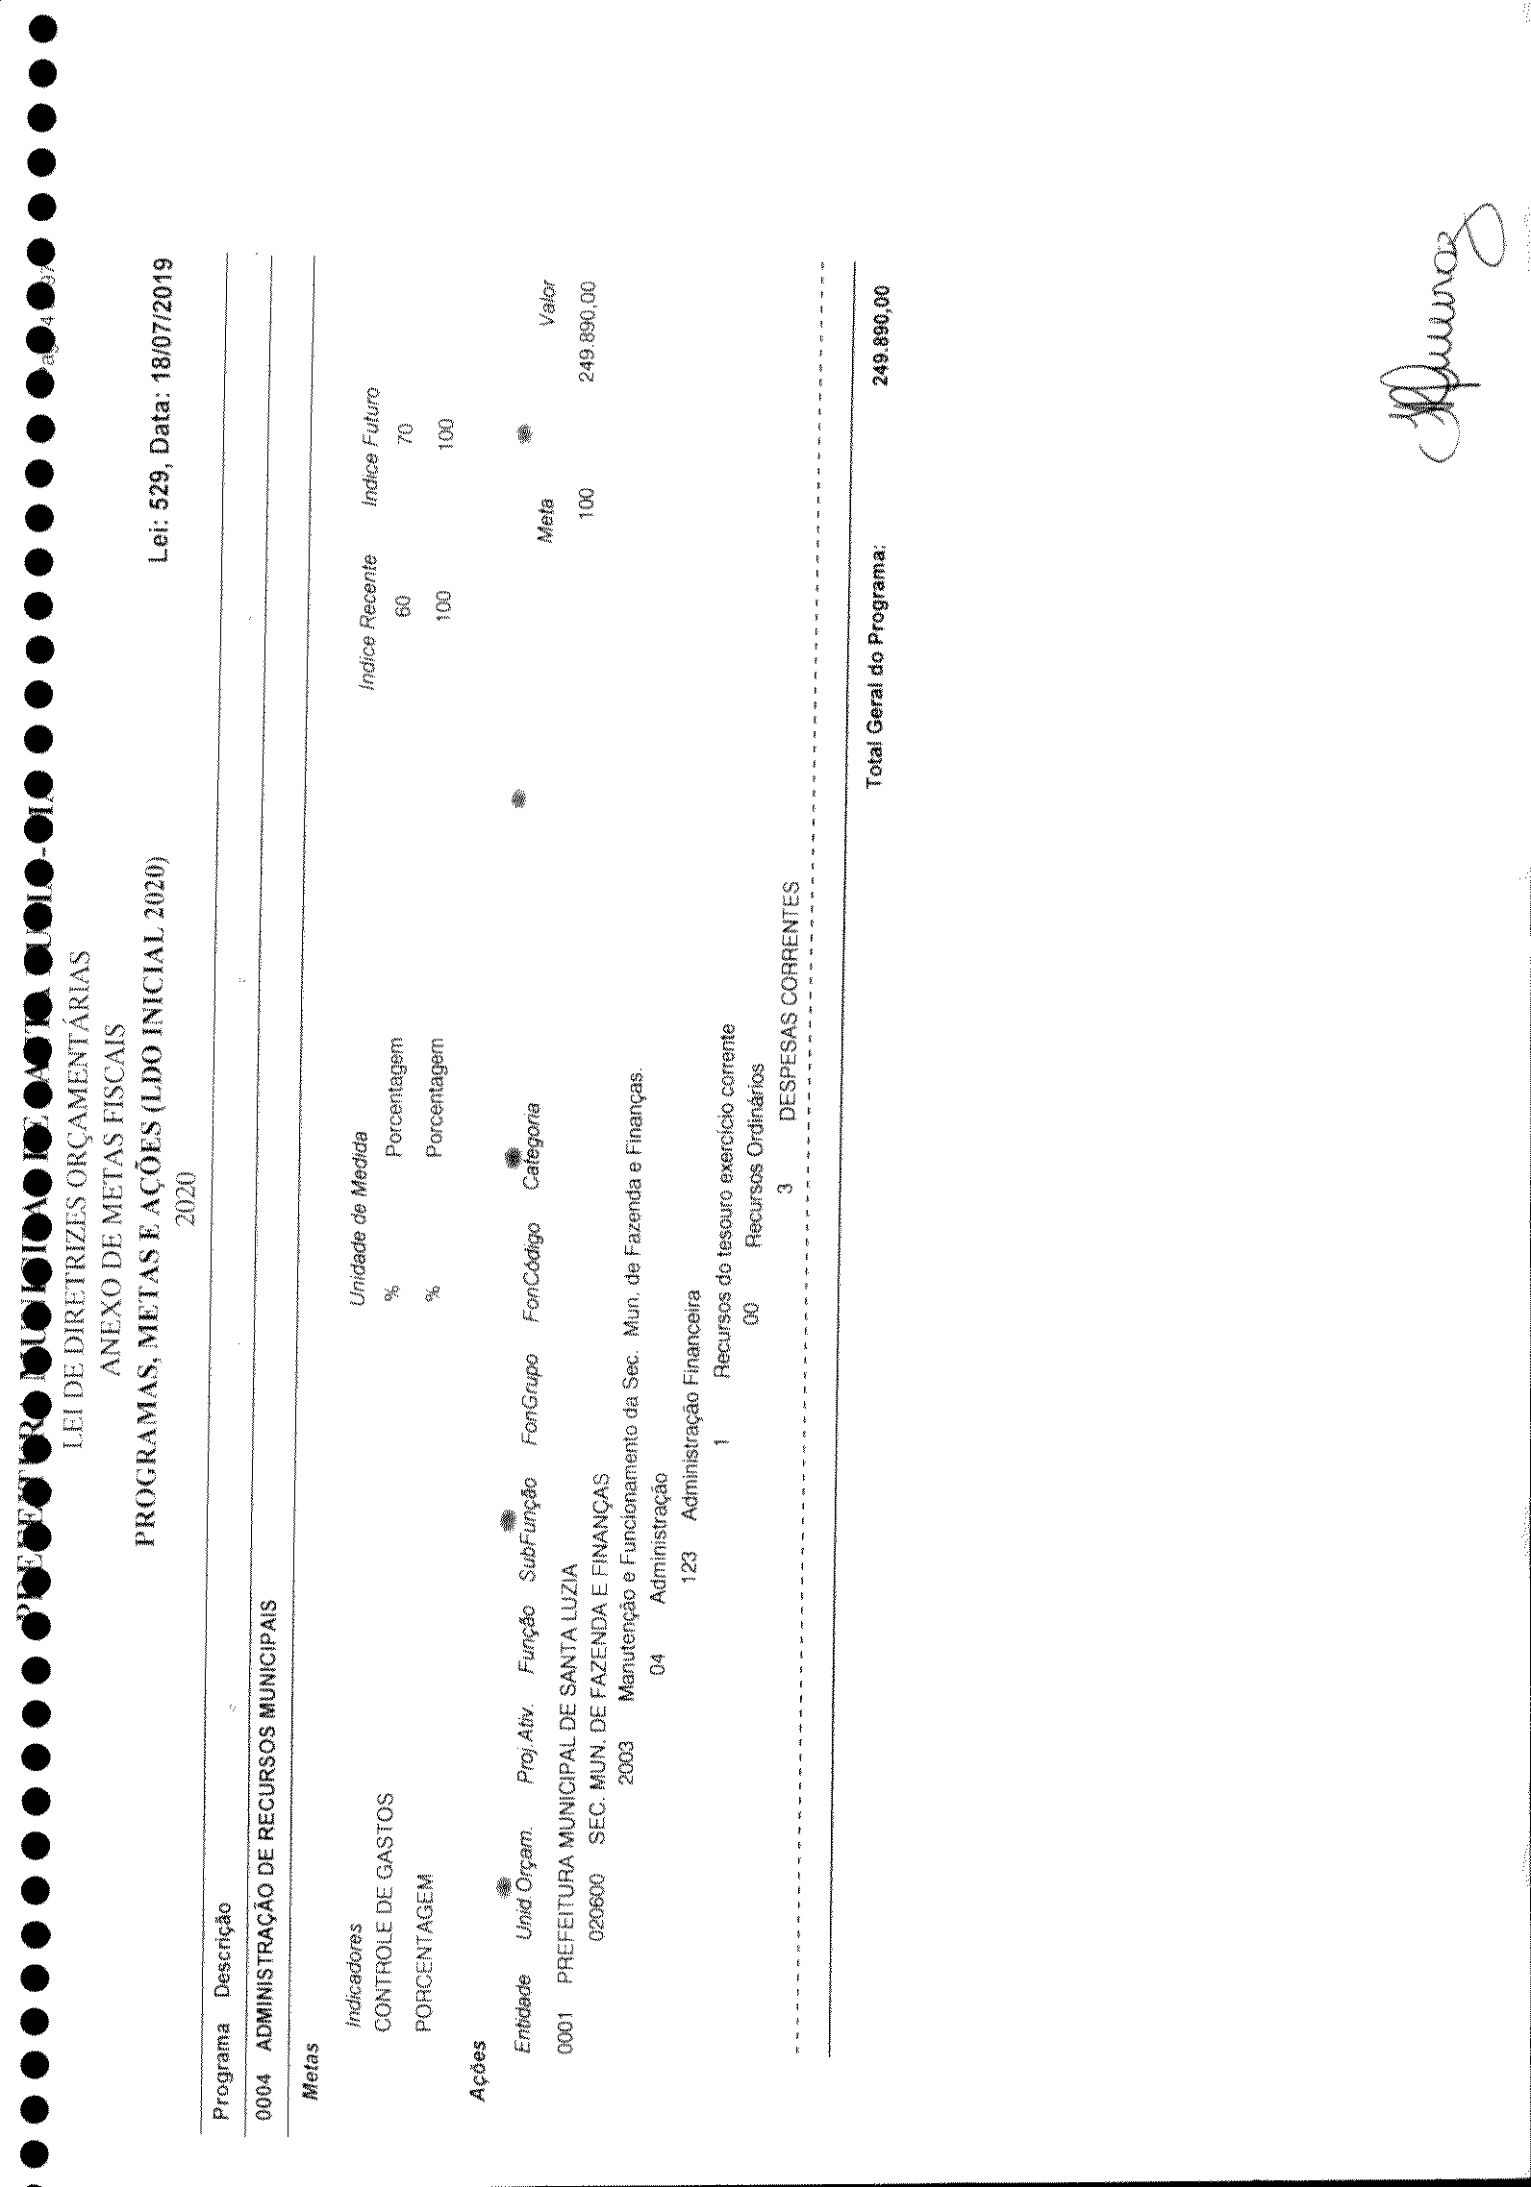 LEI DE DIRETRIZES ORÇAMENTÁRIAS
ANEXO DE METAS FISCAIS
PROGRAMAS, METAS E AÇÕES (LDO INICIAL 2020)
Lei: 529, Data: 18/07/2019
2020
Programa Descrição
0004 ADMINISTRAÇÃO DE RECURSOS MUNICIPAIS
Metas
Indicadores Unidade de Medida Indice Recente Indice Futuro
CONTROLE DE GASTOS % Porcentagem 60 70
PORCENTAGEM % Porcentagem 100 100
Ações
Entidade Unid.Orçam. Proj.Ativ. Função SubFunção FonGrupo FonCódigo Categoria Meta Valor
0001 PREFEITURA MUNICIPAL DE SANTA LUZIA 100 249.890,00
020600 SEC. MUN. DE FAZENDA E FINANÇAS
2003 Manutenção e Funcionamento da Sec. Mun. de Fazenda e Finanças.
04 Administração
123 Administração Financeira
1 Recursos do tesouro exercício corrente
00 Recursos Ordinários
3 DESPESAS CORRENTES
Total Geral do Programa: 249.890,00